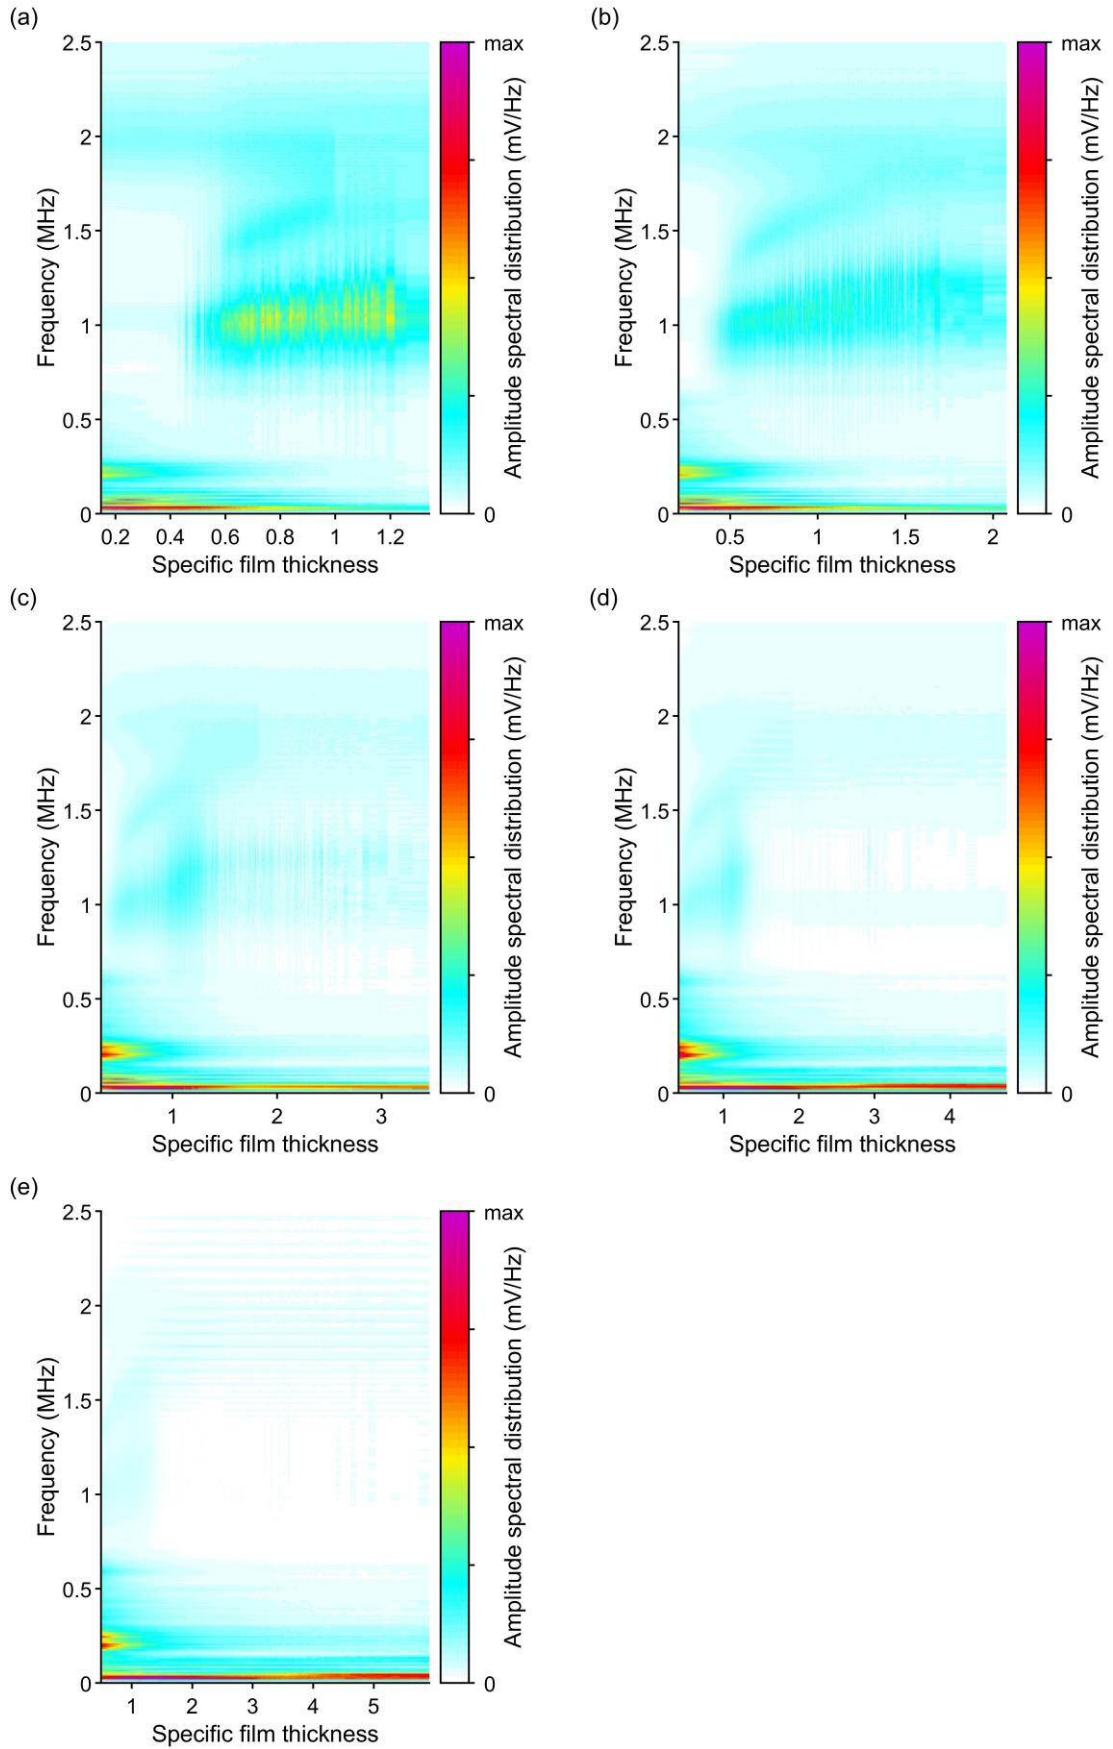 (a)
2.5
2
1.5
1
0.5
0
Frequency (MHz)
0.2 0.4 0.6 0.8 1 1.2
Specific film thickness
max
0
Amplitude spectral distribution (mV/Hz)
(b)
2.5
2
1.5
1
0.5
0
Frequency (MHz)
0.5 1 1.5 2
Specific film thickness
max
0
Amplitude spectral distribution (mV/Hz)
(c)
2.5
2
1.5
1
0.5
0
Frequency (MHz)
1 2 3
Specific film thickness
max
0
Amplitude spectral distribution (mV/Hz)
(d)
2.5
2
1.5
1
0.5
0
Frequency (MHz)
1 2 3 4
Specific film thickness
max
0
Amplitude spectral distribution (mV/Hz)
(e)
2.5
2
1.5
1
0.5
0
Frequency (MHz)
1 2 3 4 5
Specific film thickness
max
0
Amplitude spectral distribution (mV/Hz)